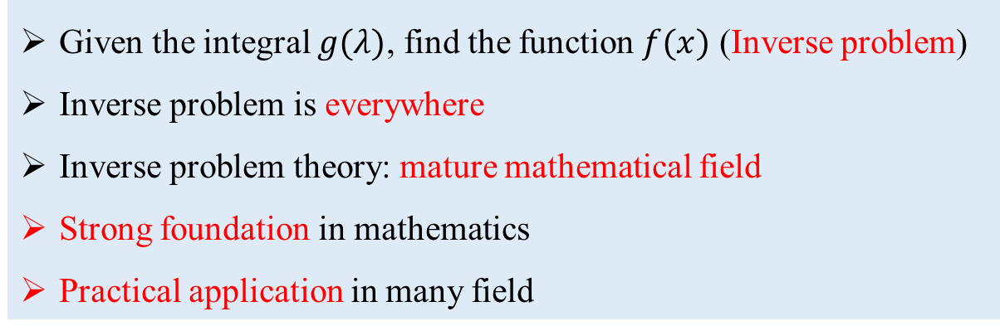 ➢ Given the integral g(λ), find the function f(x) (Inverse problem)
➢ Inverse problem is everywhere
➢ Inverse problem theory: mature mathematical field
➢ Strong foundation in mathematics
➢ Practical application in many field